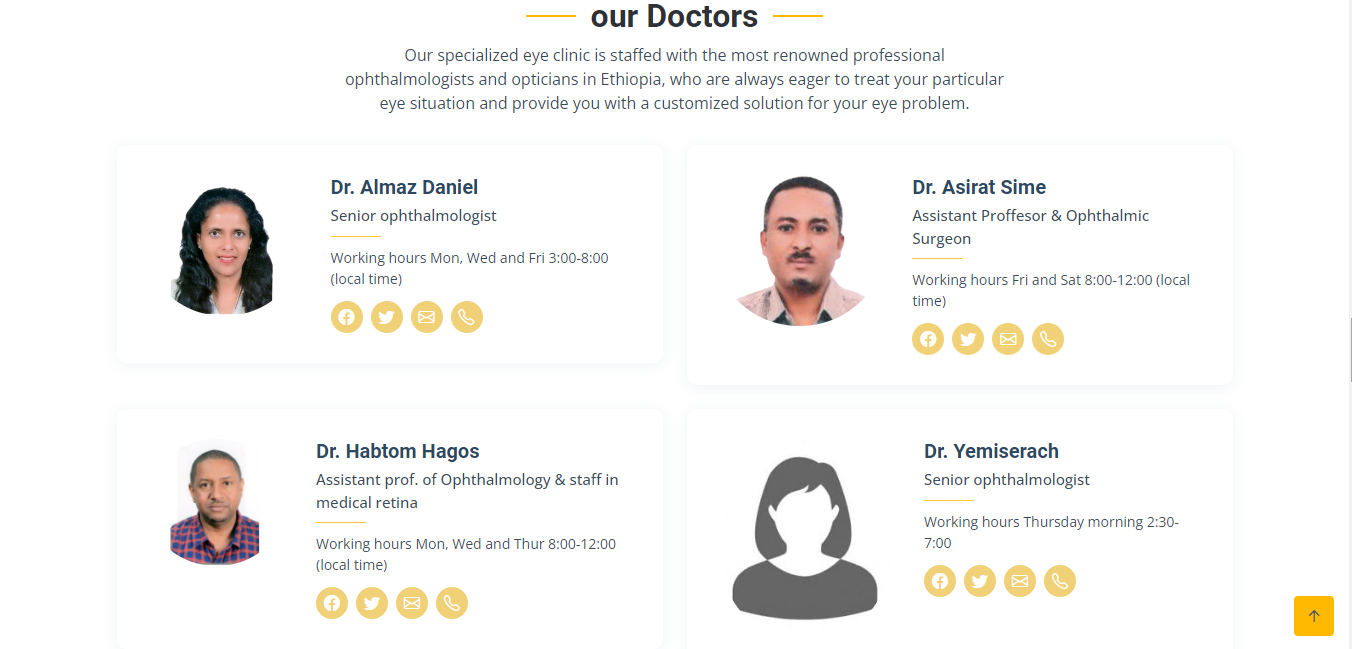 our Doctors
Our specialized eye clinic is staffed with the most renowned professional
ophthalmologists and opticians in Ethiopia, who are always eager to treat your particular
eye situation and provide you with a customized solution for your eye problem.
Dr. Almaz Daniel
Senior ophthalmologist
Working hours Mon, Wed and Fri 3:00-8:00
(local time)
Dr. Asirat Sime
Assistant Proffesor & Ophthalmic
Surgeon
Working hours Fri and Sat 8:00-12:00 (local
time)
Dr. Habtom Hagos
Assistant prof. of Ophthalmology & staff in
medical retina
Working hours Mon, Wed and Thur 8:00-12:00
(local time)
Dr. Yemiserach
Senior ophthalmologist
Working hours Thursday morning 2:30-
7:00